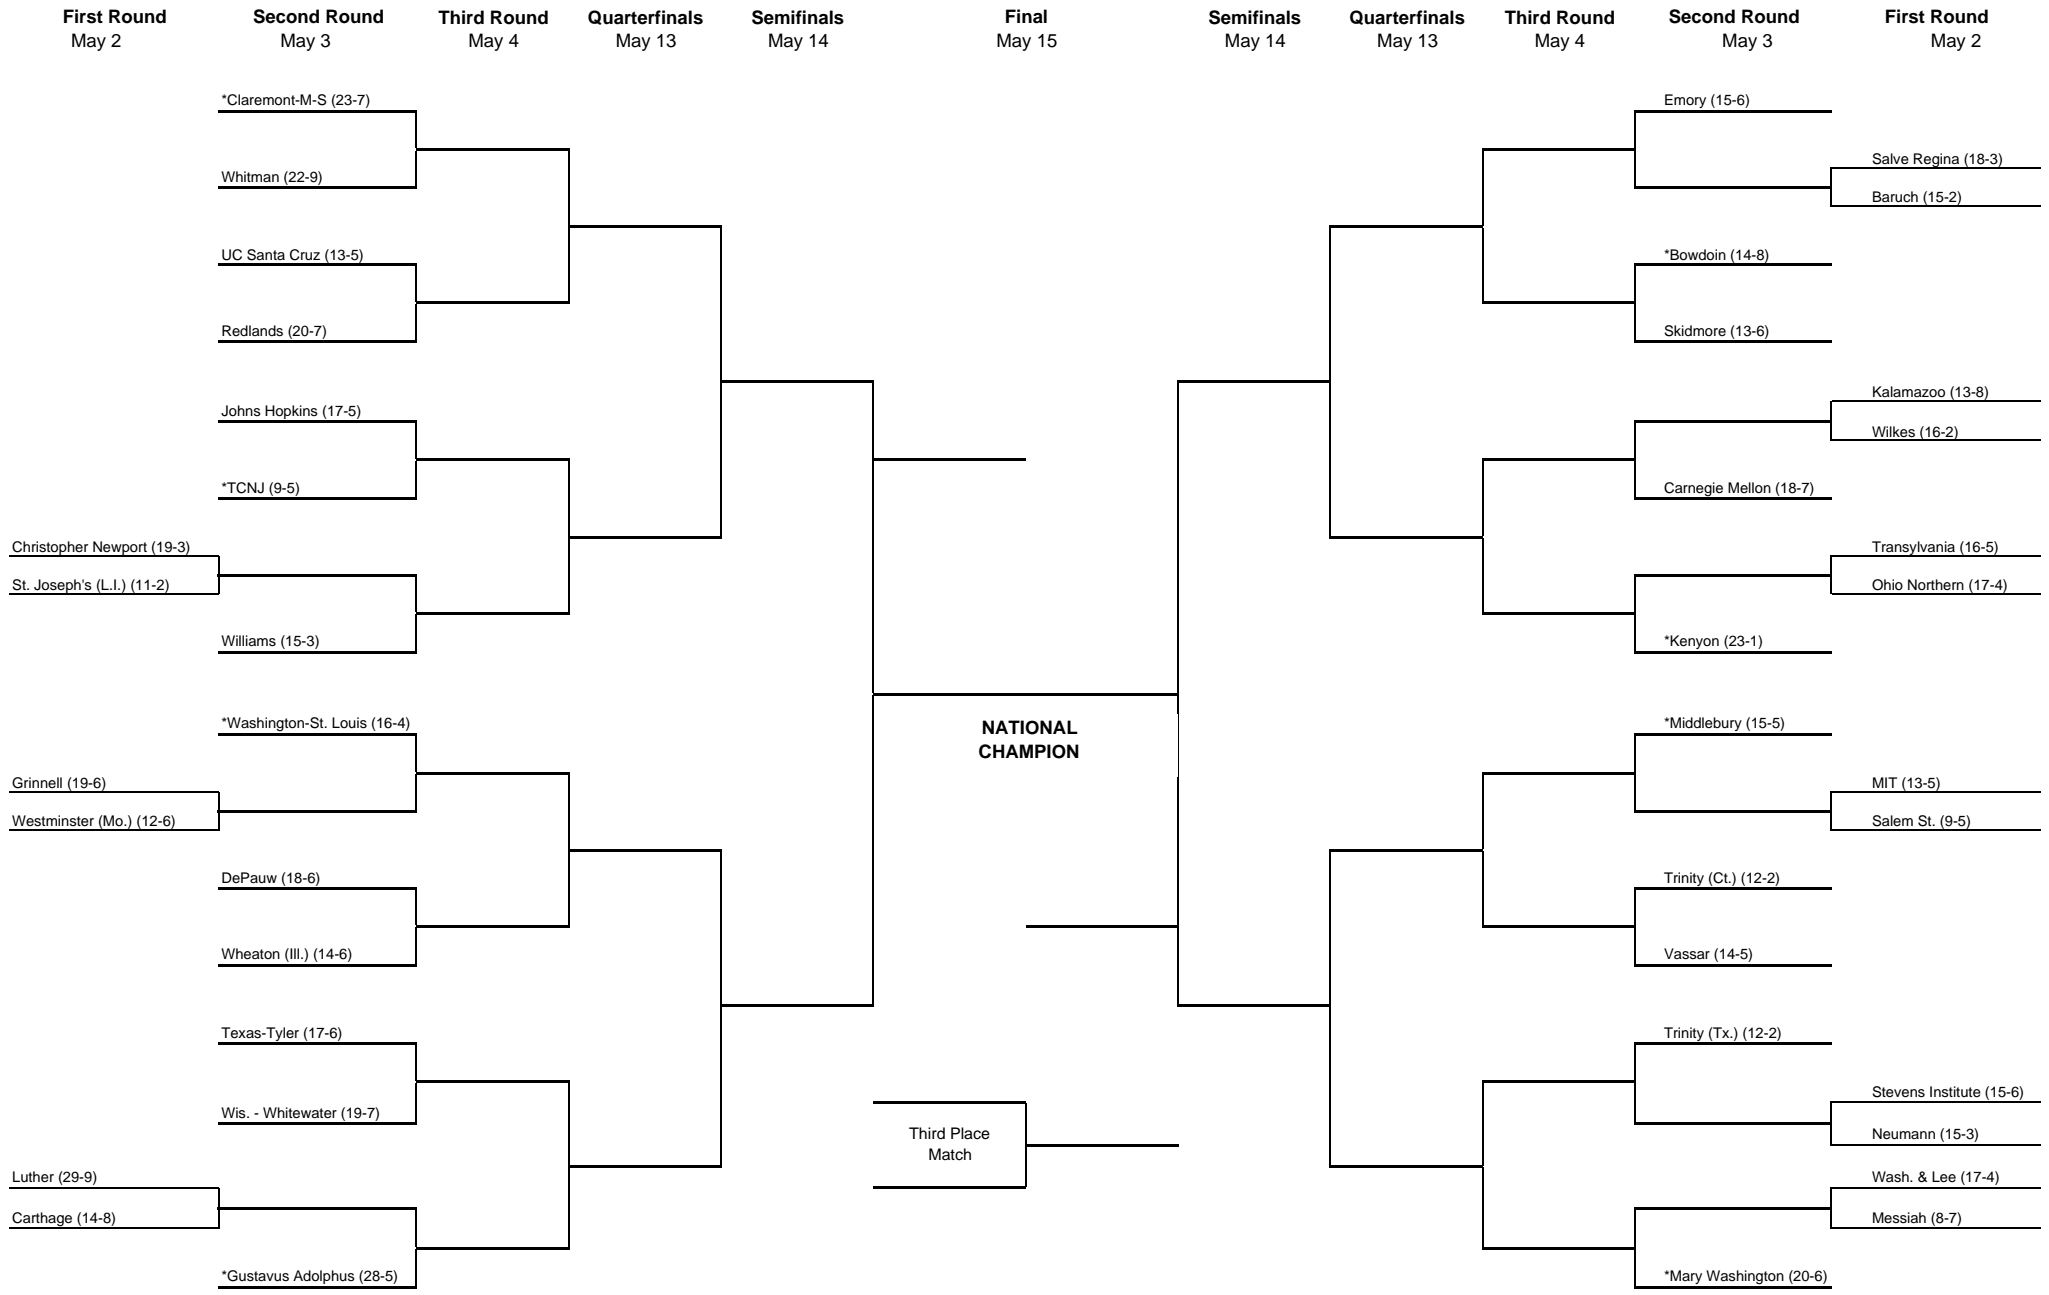 First Round
May 2
Second Round
May 3
Third Round
May 4
Quarterfinals
May 13
Semifinals
May 14
Final
May 15
Semifinals
May 14
Quarterfinals
May 13
Third Round
May 4
Second Round
May 3
First Round
May 2
*Claremont-M-S (23-7)
Whitman (22-9)
UC Santa Cruz (13-5)
Redlands (20-7)
Johns Hopkins (17-5)
*TCNJ (9-5)
Christopher Newport (19-3)
St. Joseph's (L.I.) (11-2)
Williams (15-3)
*Washington-St. Louis (16-4)
Grinnell (19-6)
Westminster (Mo.) (12-6)
DePauw (18-6)
Wheaton (Ill.) (14-6)
Texas-Tyler (17-6)
Wis. - Whitewater (19-7)
Luther (29-9)
Carthage (14-8)
*Gustavus Adolphus (28-5)
NATIONAL
CHAMPION
Third Place
Match
Emory (15-6)
Salve Regina (18-3)
Baruch (15-2)
*Bowdoin (14-8)
Skidmore (13-6)
Kalamazoo (13-8)
Wilkes (16-2)
Carnegie Mellon (18-7)
Transylvania (16-5)
Ohio Northern (17-4)
*Kenyon (23-1)
*Middlebury (15-5)
MIT (13-5)
Salem St. (9-5)
Trinity (Ct.) (12-2)
Vassar (14-5)
Trinity (Tx.) (12-2)
Stevens Institute (15-6)
Neumann (15-3)
Wash. & Lee (17-4)
Messiah (8-7)
*Mary Washington (20-6)